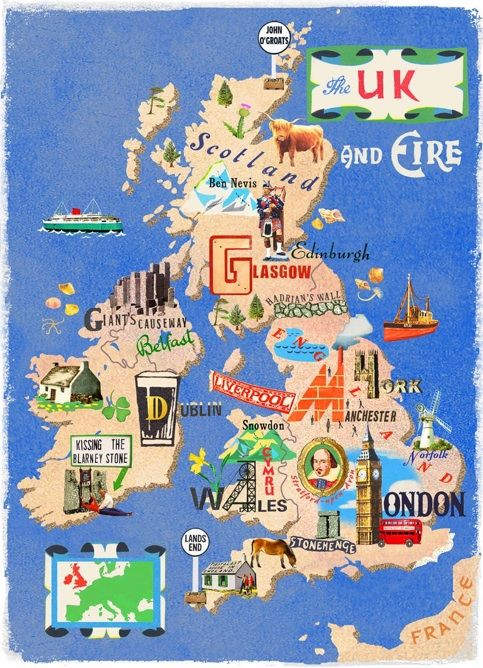 JOHN
O'GROATS
The UK
AND EIRE
Scotland
Ben Nevis
Edinburgh
GLASGOW
HADRIAN'S WALL
GIANT'S CAUSEWAY
Belfast
ENGLAND
LIVERPOOL
YORK
MANCHESTER
DUBLIN
Snowdon
CYMRU
WALES
KISSING THE
BLARNEY STONE
Norfolk
LONDON
STONEHENGE
LANDS
END
FRANCE